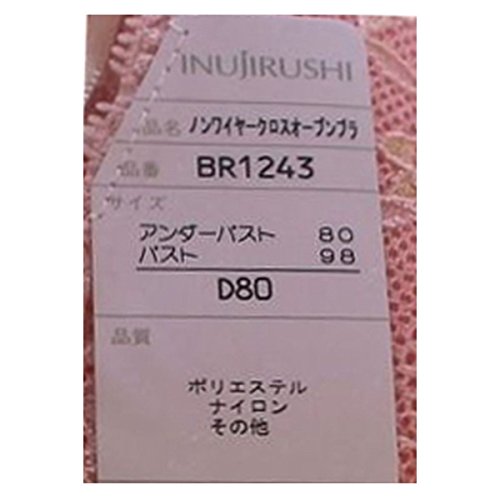 INUJIRUSHI
品名 ノンワイヤークロスオープンブラ
品番 BR1243
サイズ
アンダーバスト 80
バスト 98
D80
品質
ポリエステル
ナイロン
その他